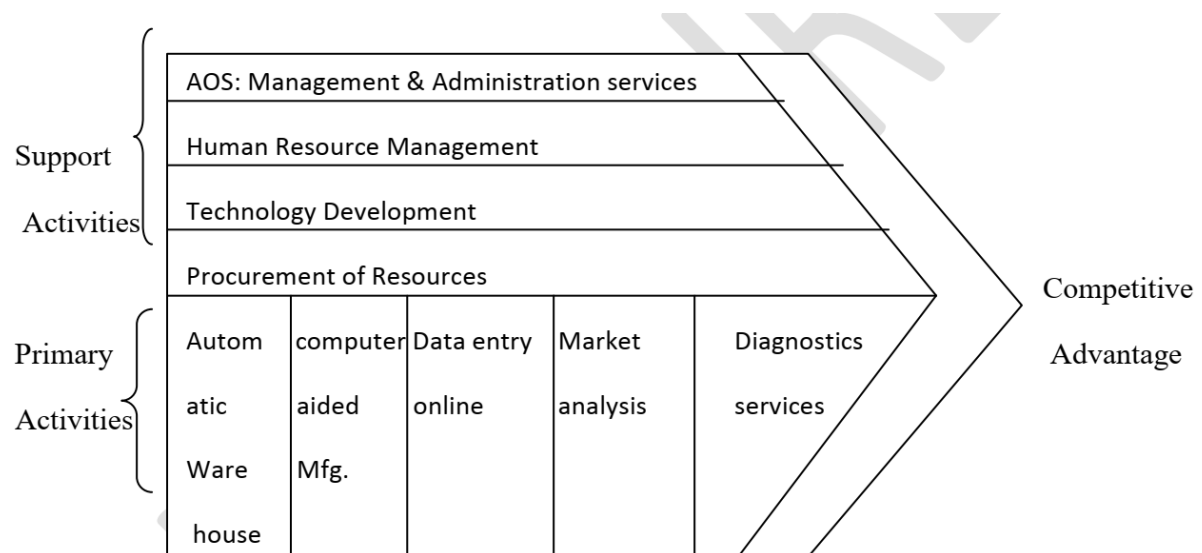 AOS: Management & Administration services
Human Resource Management
Support
Activities
Technology Development
Procurement of Resources
Competitive
Advantage
Primary
Activities
Autom
atic
Ware
house
computer
aided
Mfg.
Data entry
online
Market
analysis
Diagnostics
services